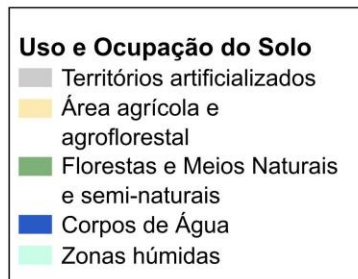 Uso e Ocupação do Solo
Territórios artificializados
Área agrícola e
agroflorestal
Florestas e Meios Naturais
e semi-naturais
Corpos de Água
Zonas húmidas